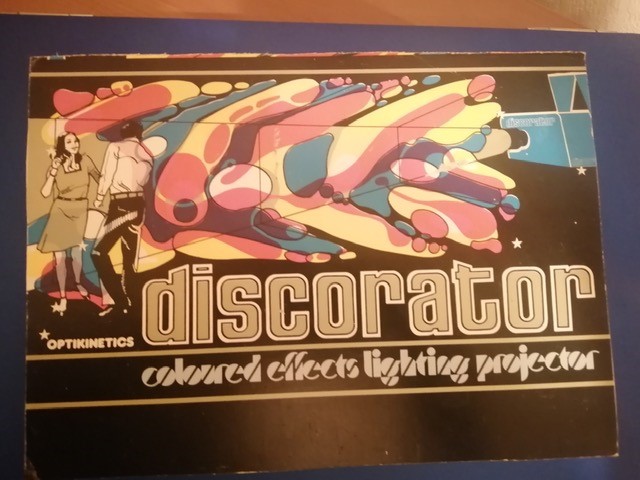 discorator
discorator
OPTIKINETICS
coloured effects lighting projector